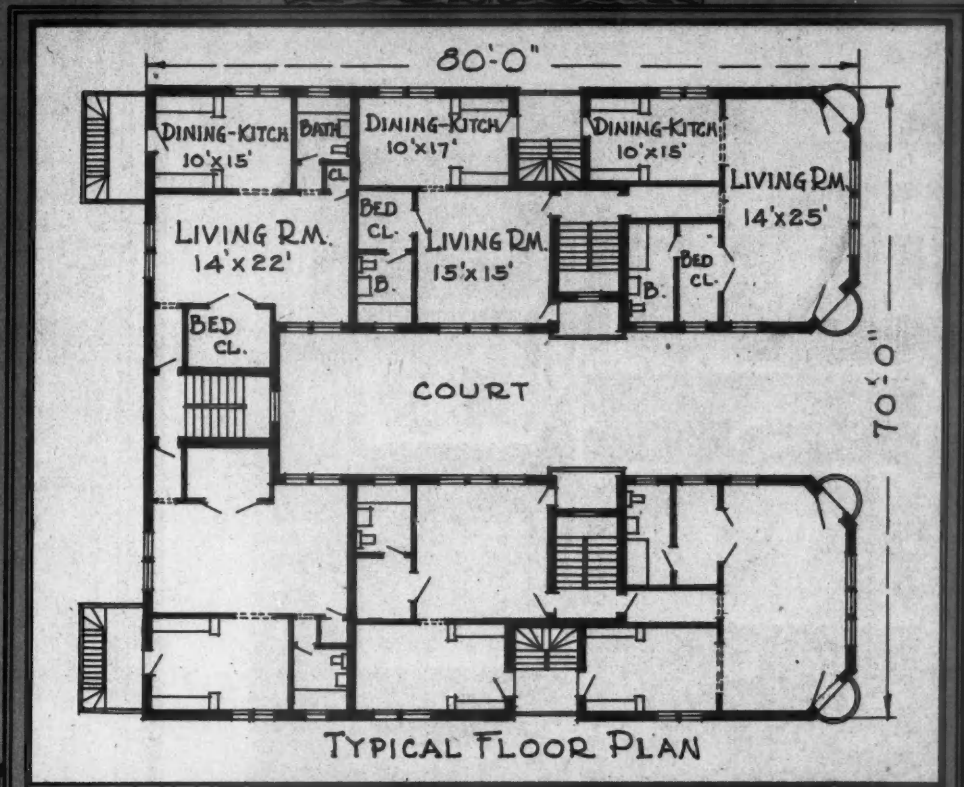 80'-0"
DINING-KITCH
10'x15'
BATH
CL.
DINING-KITCH
10'x17'
DINING-KITCH
10'x15'
LIVING RM.
14'x25'
LIVING RM.
14'x22'
BED
CL.
B.
LIVING RM.
15'x15'
B.
BED
CL.
BED
CL.
COURT
70'-0"
TYPICAL FLOOR PLAN